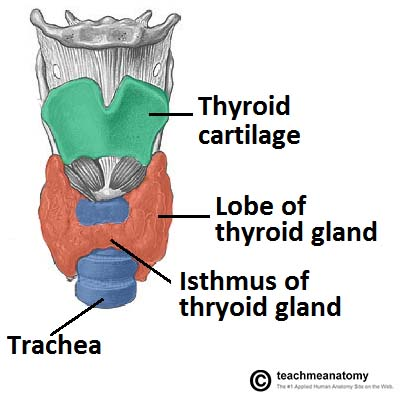 Thyroid
cartilage
Lobe of
thyroid gland
Isthmus of
thryoid gland
Trachea
© teachmeanatomy
The #1 Applied Human Anatomy Site on the Web.